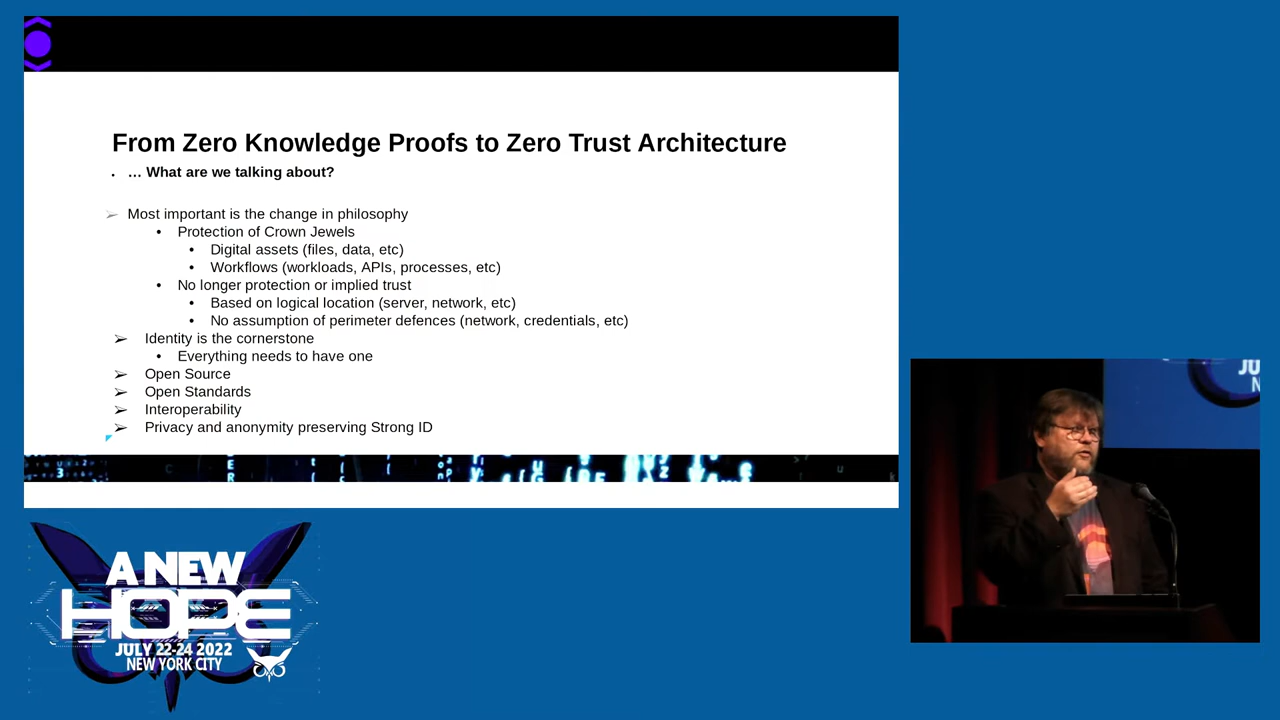 From Zero Knowledge Proofs to Zero Trust Architecture
. … What are we talking about?
➢ Most important is the change in philosophy
• Protection of Crown Jewels
• Digital assets (files, data, etc)
• Workflows (workloads, APIs, processes, etc)
• No longer protection or implied trust
• Based on logical location (server, network, etc)
• No assumption of perimeter defences (network, credentials, etc)
➢ Identity is the cornerstone
• Everything needs to have one
➢ Open Source
➢ Open Standards
➢ Interoperability
➢ Privacy and anonymity preserving Strong ID
A NEW
HOPE
JULY 22-24 2022
NEW YORK CITY
JU
N